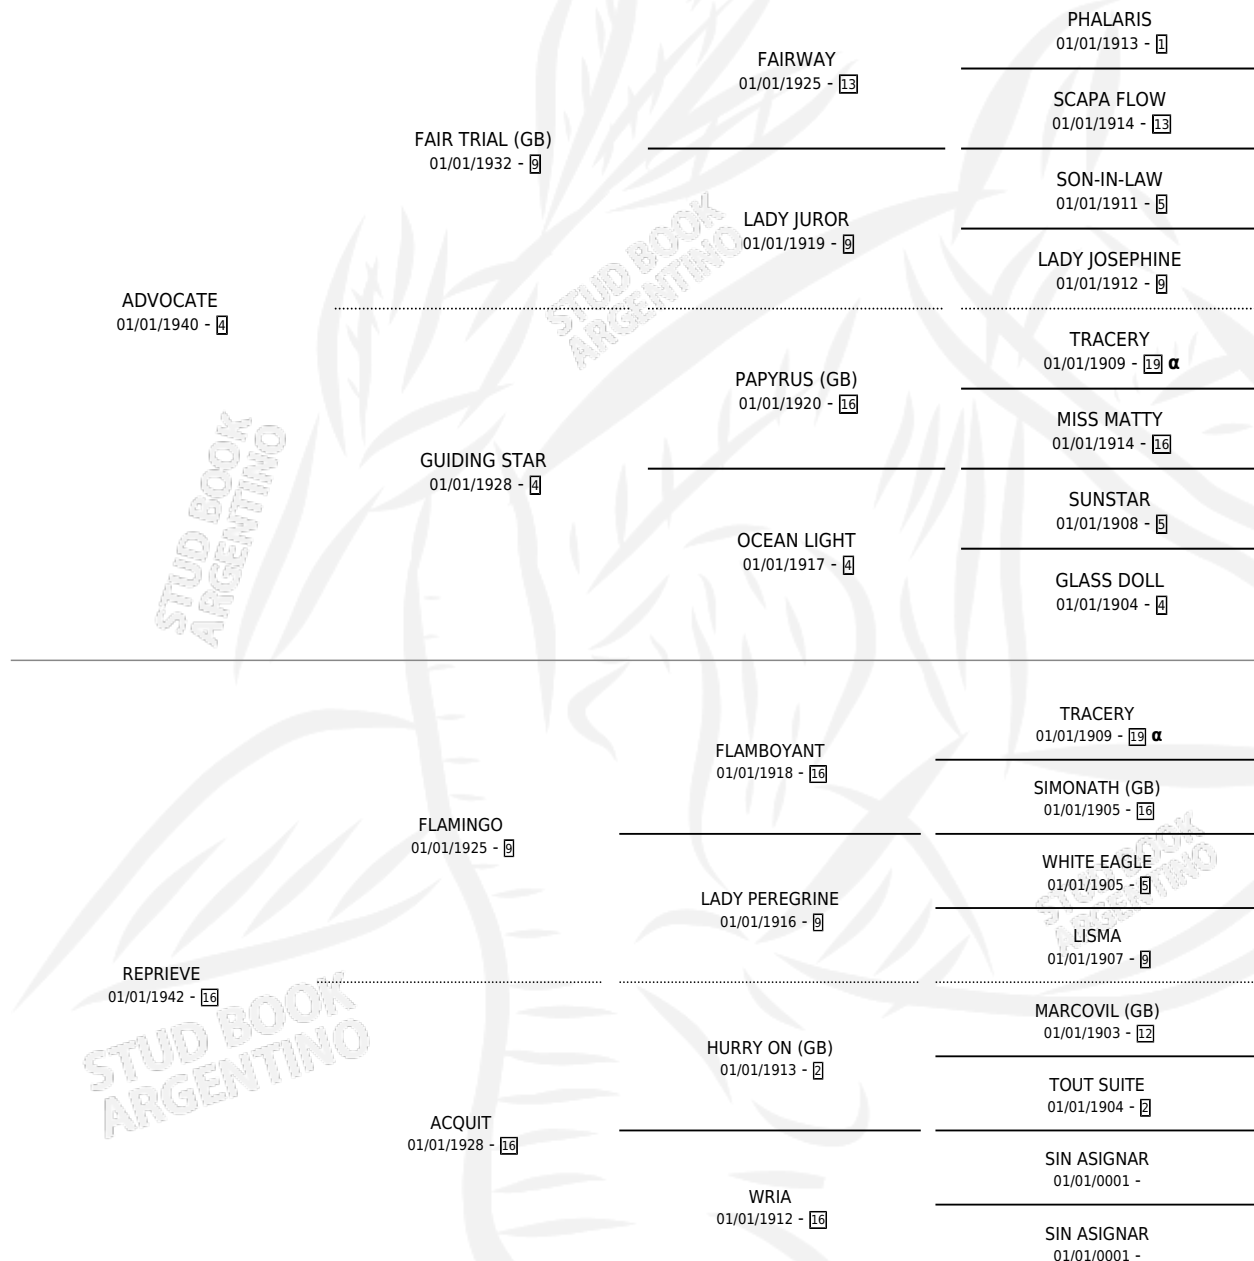 PHALARIS
01/01/1913 - 1
FAIRWAY
01/01/1925 - 13
SCAPA FLOW
01/01/1914 - 13
FAIR TRIAL (GB)
01/01/1932 - 9
SON-IN-LAW
01/01/1911 - 5
LADY JUROR
01/01/1919 - 9
LADY JOSEPHINE
01/01/1912 - 9
ADVOCATE
01/01/1940 - 4
TRACERY
01/01/1909 - 19 α
PAPYRUS (GB)
01/01/1920 - 16
MISS MATTY
01/01/1914 - 16
GUIDING STAR
01/01/1928 - 4
SUNSTAR
01/01/1908 - 5
OCEAN LIGHT
01/01/1917 - 4
GLASS DOLL
01/01/1904 - 4
TRACERY
01/01/1909 - 19 α
FLAMBOYANT
01/01/1918 - 16
SIMONATH (GB)
01/01/1905 - 16
FLAMINGO
01/01/1925 - 9
WHITE EAGLE
01/01/1905 - 5
LADY PEREGRINE
01/01/1916 - 9
LISMA
01/01/1907 - 9
REPRIEVE
01/01/1942 - 16
MARCOVIL (GB)
01/01/1903 - 12
HURRY ON (GB)
01/01/1913 - 2
TOUT SUITE
01/01/1904 - 2
ACQUIT
01/01/1928 - 16
SIN ASIGNAR
01/01/0001 -
WRIA
01/01/1912 - 16
SIN ASIGNAR
01/01/0001 -
STUD BOOK
ARGENTINO
STUD BOOK
ARGENTINO
STUD BOOK
ARGENTINO
STUD BOOK
ARGENTINO